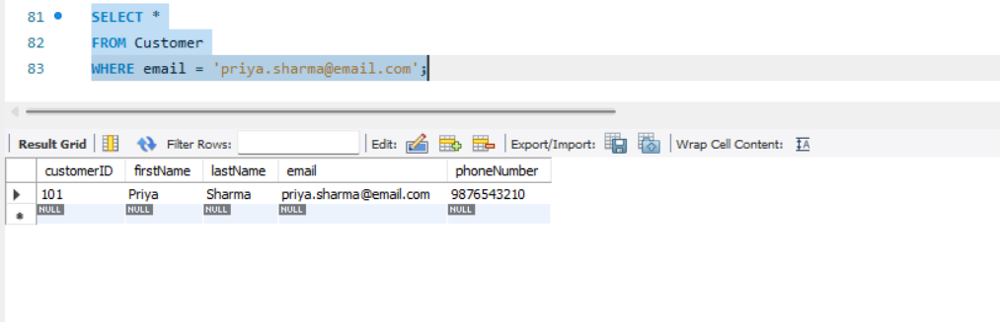 81 SELECT *
82 FROM Customer
83 WHERE email = 'priya.sharma@email.com';
Result Grid Filter Rows: Edit: Export/Import: Wrap Cell Content: IA
customerID firstName lastName email phoneNumber
101 Priya Sharma priya.sharma@email.com 9876543210
NULL NULL NULL NULL NULL